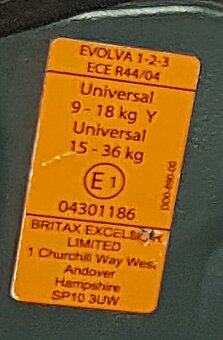 EVOLVA 1-2-3
ECE R44/04
Universal
9 - 18 kg Y
Universal
15 - 36 kg
E 1
04301186
BRITAX EXCELSIOR
LIMITED
1 Churchill Way West
Andover
Hampshire
SP10 3UW